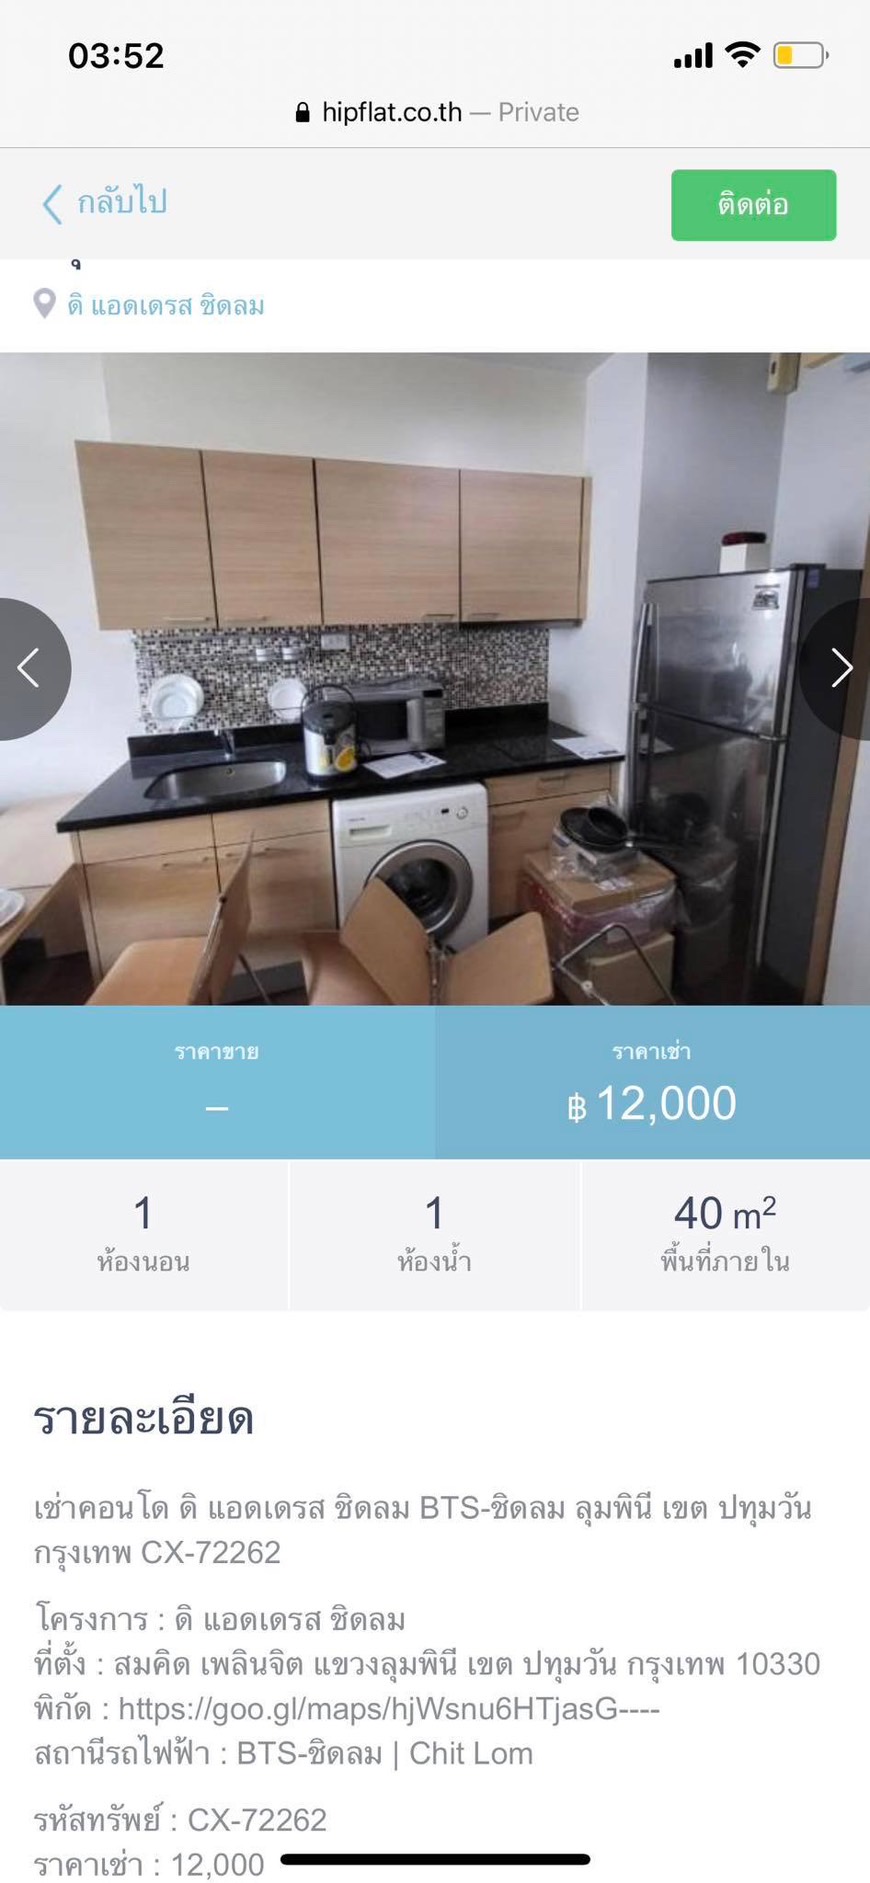 03:52
hipflat.co.th — Private
กลับไป
ติดต่อ
ดิ แอดเดรส ชิดลม
ราคาขาย
–
ราคาเช่า
฿ 12,000
1
ห้องนอน
1
ห้องน้ำ
40 m²
พื้นที่ภายใน
รายละเอียด
เช่าคอนโด ดิ แอดเดรส ชิดลม BTS-ชิดลม ลุมพินี เขต ปทุมวัน
กรุงเทพ CX-72262
โครงการ : ดิ แอดเดรส ชิดลม
ที่ตั้ง : สมคิด เพลินจิต แขวงลุมพินี เขต ปทุมวัน กรุงเทพ 10330
พิกัด : https://goo.gl/maps/hjWsnu6HTjasG----
สถานีรถไฟฟ้า : BTS-ชิดลม | Chit Lom
รหัสทรัพย์ : CX-72262
ราคาเช่า : 12,000